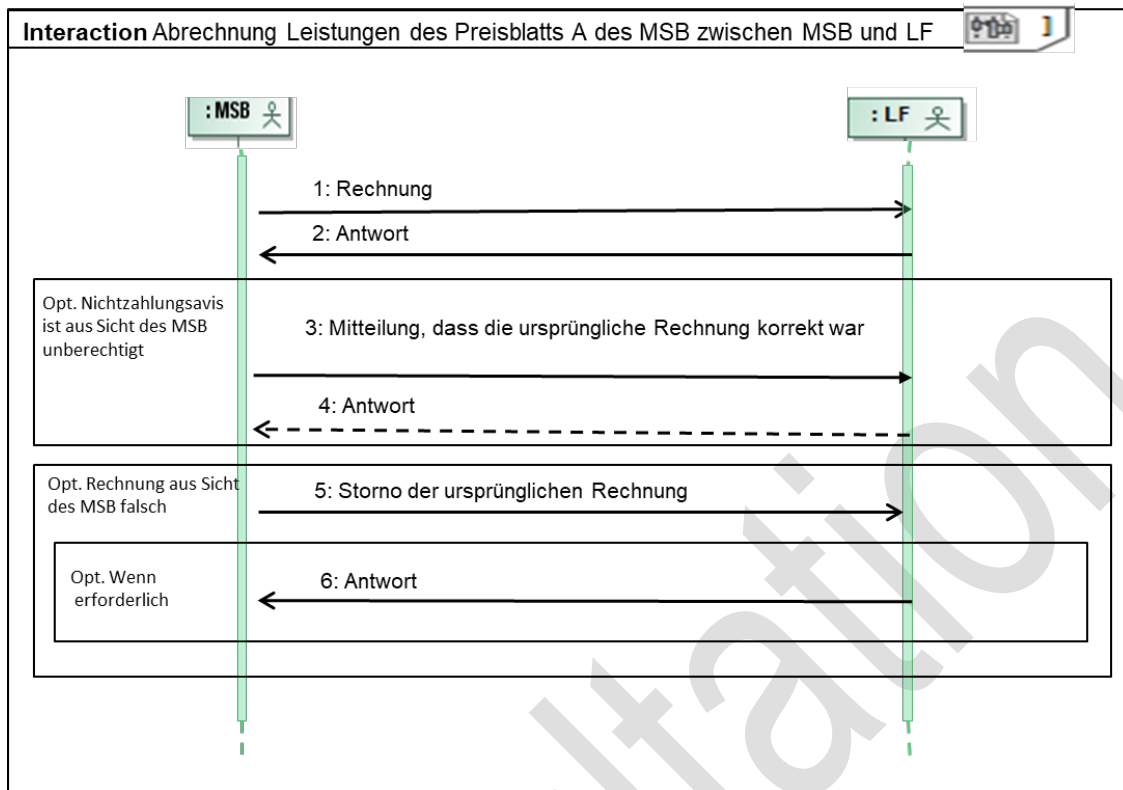 Interaction Abrechnung Leistungen des Preisblatts A des MSB zwischen MSB und LF
: MSB
: LF
1: Rechnung
2: Antwort
Opt. Nichtzahlungsavis
ist aus Sicht des MSB
unberechtigt
3: Mitteilung, dass die ursprüngliche Rechnung korrekt war
4: Antwort
Opt. Rechnung aus Sicht
des MSB falsch
5: Storno der ursprünglichen Rechnung
Opt. Wenn
erforderlich
6: Antwort
ltation